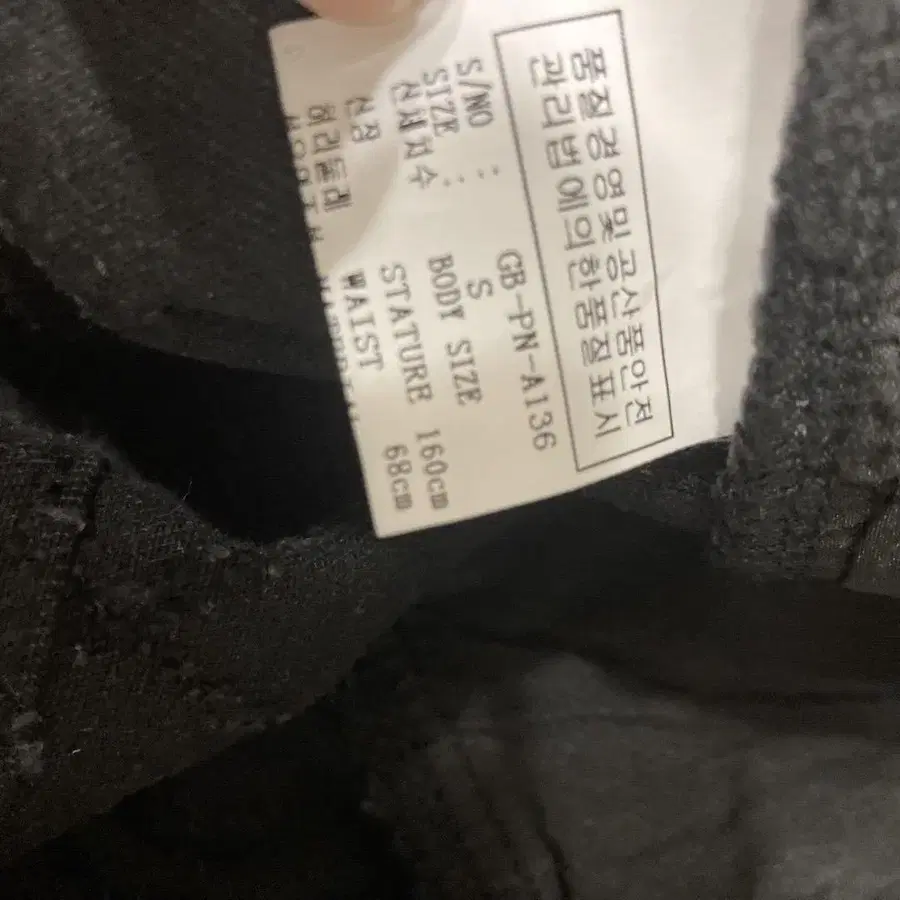 품질경영및공산품안전
관리법에의한품질표시
S/NO : GB-PN-A136
SIZE : S
신체치수 BODY SIZE
신장 STATURE 160cm
허리둘레 WAIST 68cm